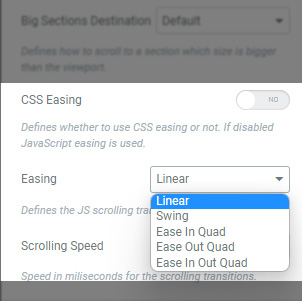 Big Sections Destination Default
Defines how to scroll to a section which size is bigger
than the viewport.
CSS Easing NO
Defines whether to use CSS easing or not. If disabled
JavaScript easing is used.
Easing Linear
Linear
Defines the JS scrolling tra
Swing
Ease In Quad
Scrolling Speed
Ease Out Quad
Ease In Out Quad
Speed in miliseconds for the scrolling transitions.